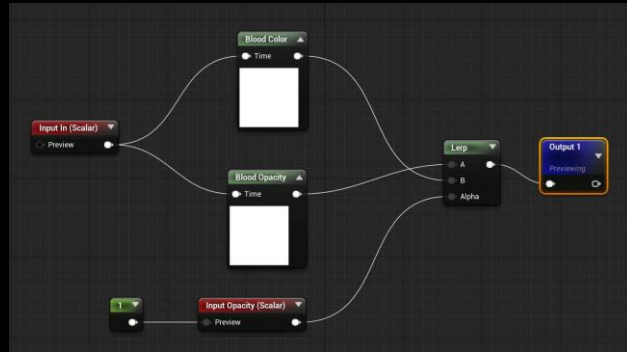 Blood Color
Time
Input In (Scalar)
Preview
Blood Opacity
Time
Lerp
A
B
Alpha
Output 1
Previewing
1
Input Opacity (Scalar)
Preview